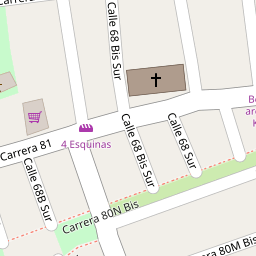 Carrera
Calle 68 Bis Sur
Carrera 81
4 Esquinas
Calle 68 Bis Sur
Calle 68 Sur
Calle 68B Sur
Carrera 80N Bis
Carrera 80M Bis